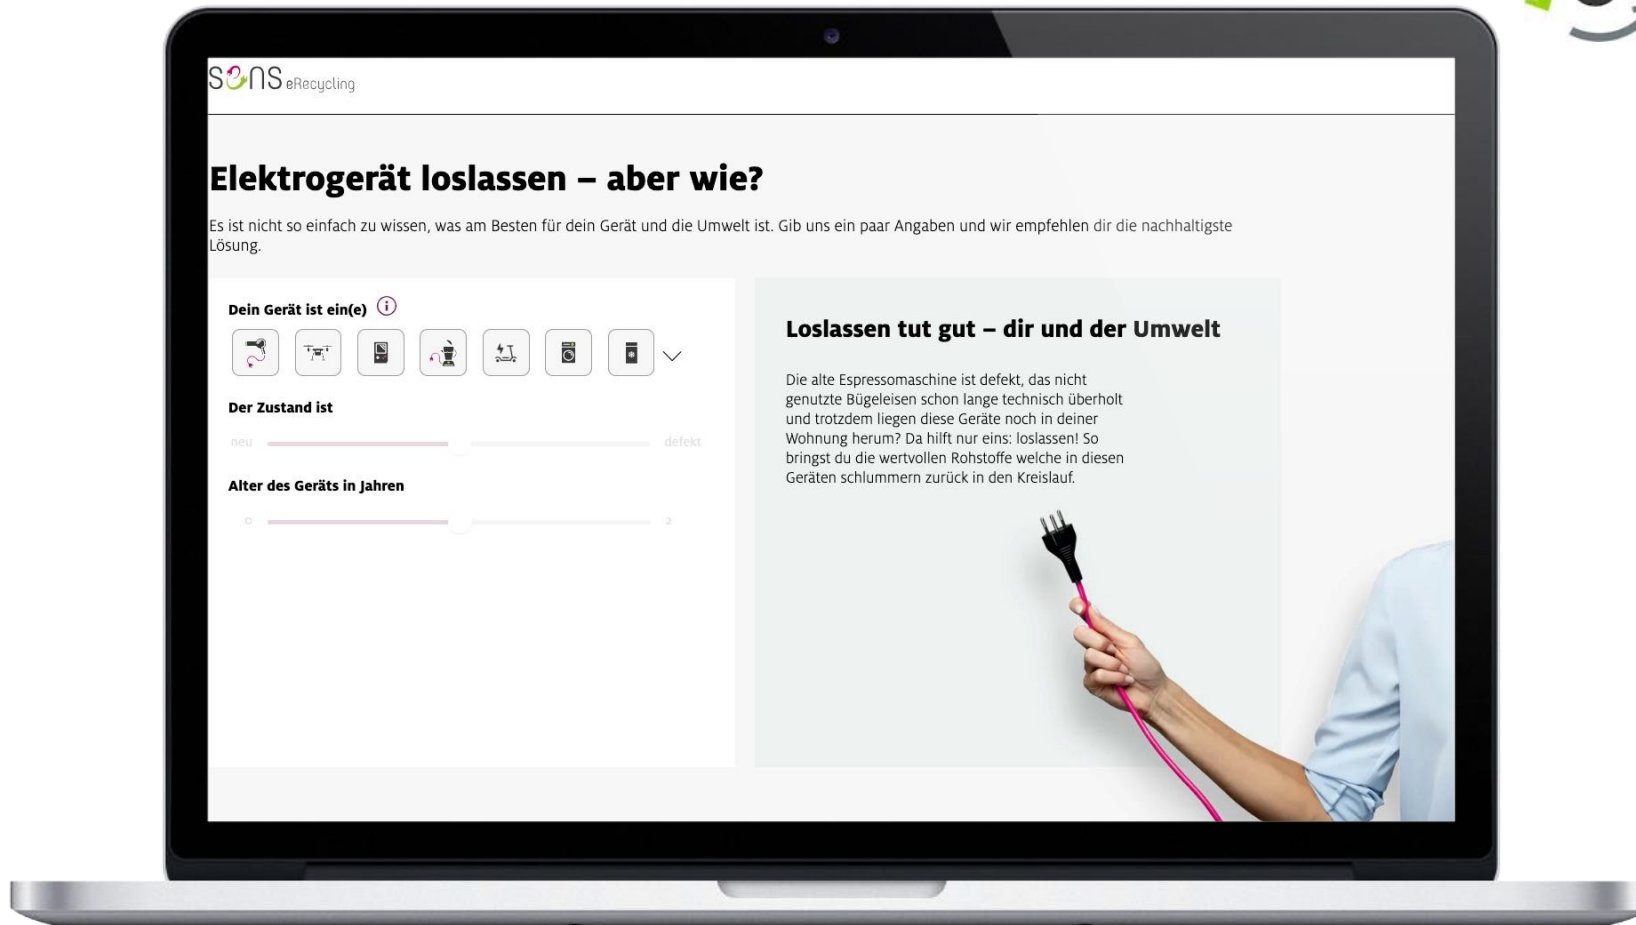 SENS eRecycling
Elektrogerät loslassen – aber wie?
Es ist nicht so einfach zu wissen, was am Besten für dein Gerät und die Umwelt ist. Gib uns ein paar Angaben und wir empfehlen dir die nachhaltigste
Lösung.
Dein Gerät ist ein(e)
Der Zustand ist
neu
defekt
Alter des Geräts in Jahren
0
2
Loslassen tut gut – dir und der Umwelt
Die alte Espressomaschine ist defekt, das nicht
genutzte Bügeleisen schon lange technisch überholt
und trotzdem liegen diese Geräte noch in deiner
Wohnung herum? Da hilft nur eins: loslassen! So
bringst du die wertvollen Rohstoffe welche in diesen
Geräten schlummern zurück in den Kreislauf.